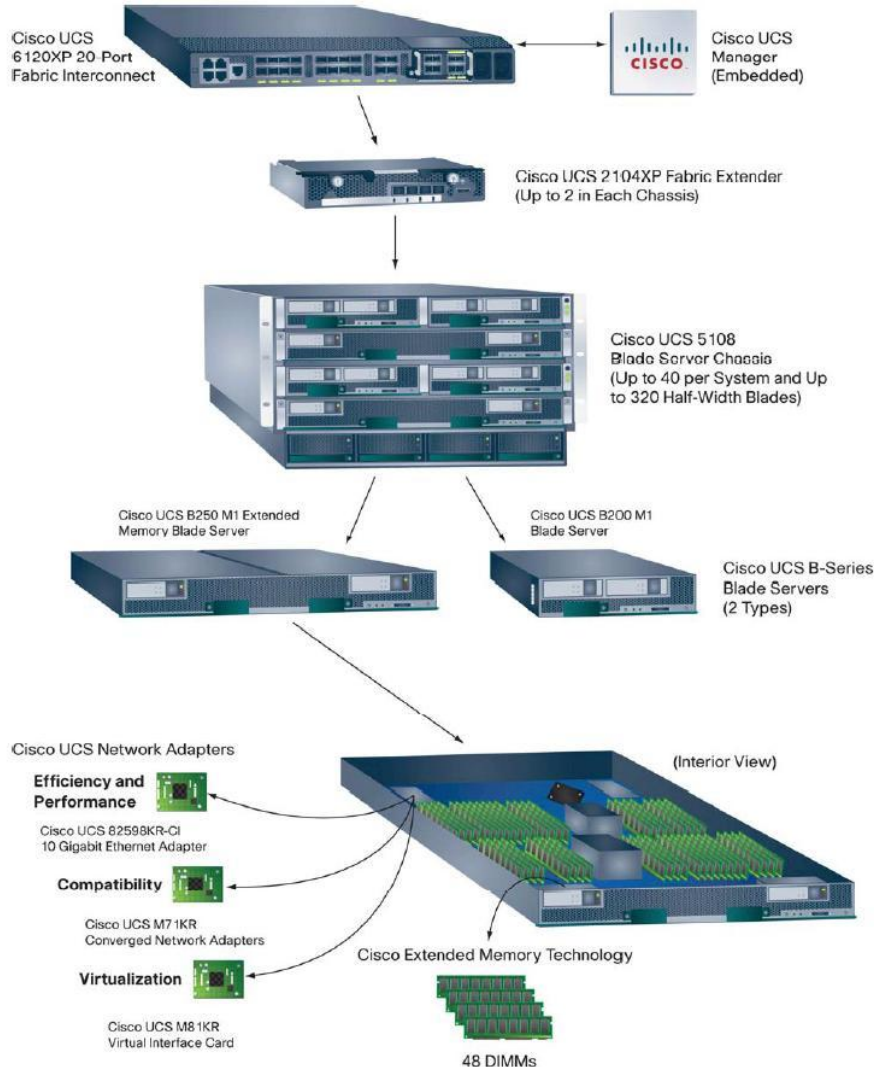 Cisco UCS
6120XP 20-Port
Fabric Interconnect
CISCO
Cisco UCS
Manager
(Embedded)
Cisco UCS 2104XP Fabric Extender
(Up to 2 in Each Chassis)
Cisco UCS 5108
Blade Server Chassis
(Up to 40 per System and Up
to 320 Half-Width Blades)
Cisco UCS B250 M1 Extended
Memory Blade Server
Cisco UCS B200 M1
Blade Server
Cisco UCS B-Series
Blade Servers
(2 Types)
Cisco UCS Network Adapters
(Interior View)
Efficiency and
Performance
Cisco UCS 82598KR-CI
10 Gigabit Ethernet Adapter
Compatibility
Cisco UCS M71KR
Converged Network Adapters
Virtualization
Cisco UCS M81KR
Virtual Interface Card
Cisco Extended Memory Technology
48 DIMMs